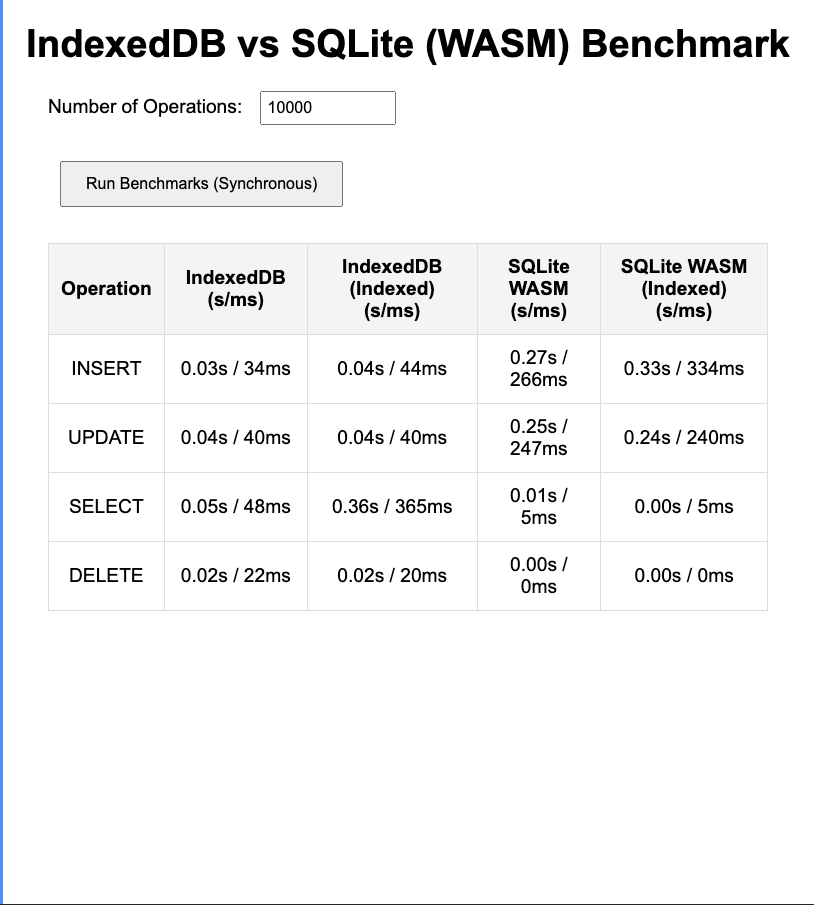 IndexedDB vs SQLite (WASM) Benchmark
Number of Operations: 10000
Run Benchmarks (Synchronous)
Operation
IndexedDB
(s/ms)
IndexedDB
(Indexed)
(s/ms)
SQLite
WASM
(s/ms)
SQLite WASM
(Indexed)
(s/ms)
INSERT
0.03s / 34ms
0.04s / 44ms
0.27s /
266ms
0.33s / 334ms
UPDATE
0.04s / 40ms
0.04s / 40ms
0.25s /
247ms
0.24s / 240ms
SELECT
0.05s / 48ms
0.36s / 365ms
0.01s /
5ms
0.00s / 5ms
DELETE
0.02s / 22ms
0.02s / 20ms
0.00s /
0ms
0.00s / 0ms